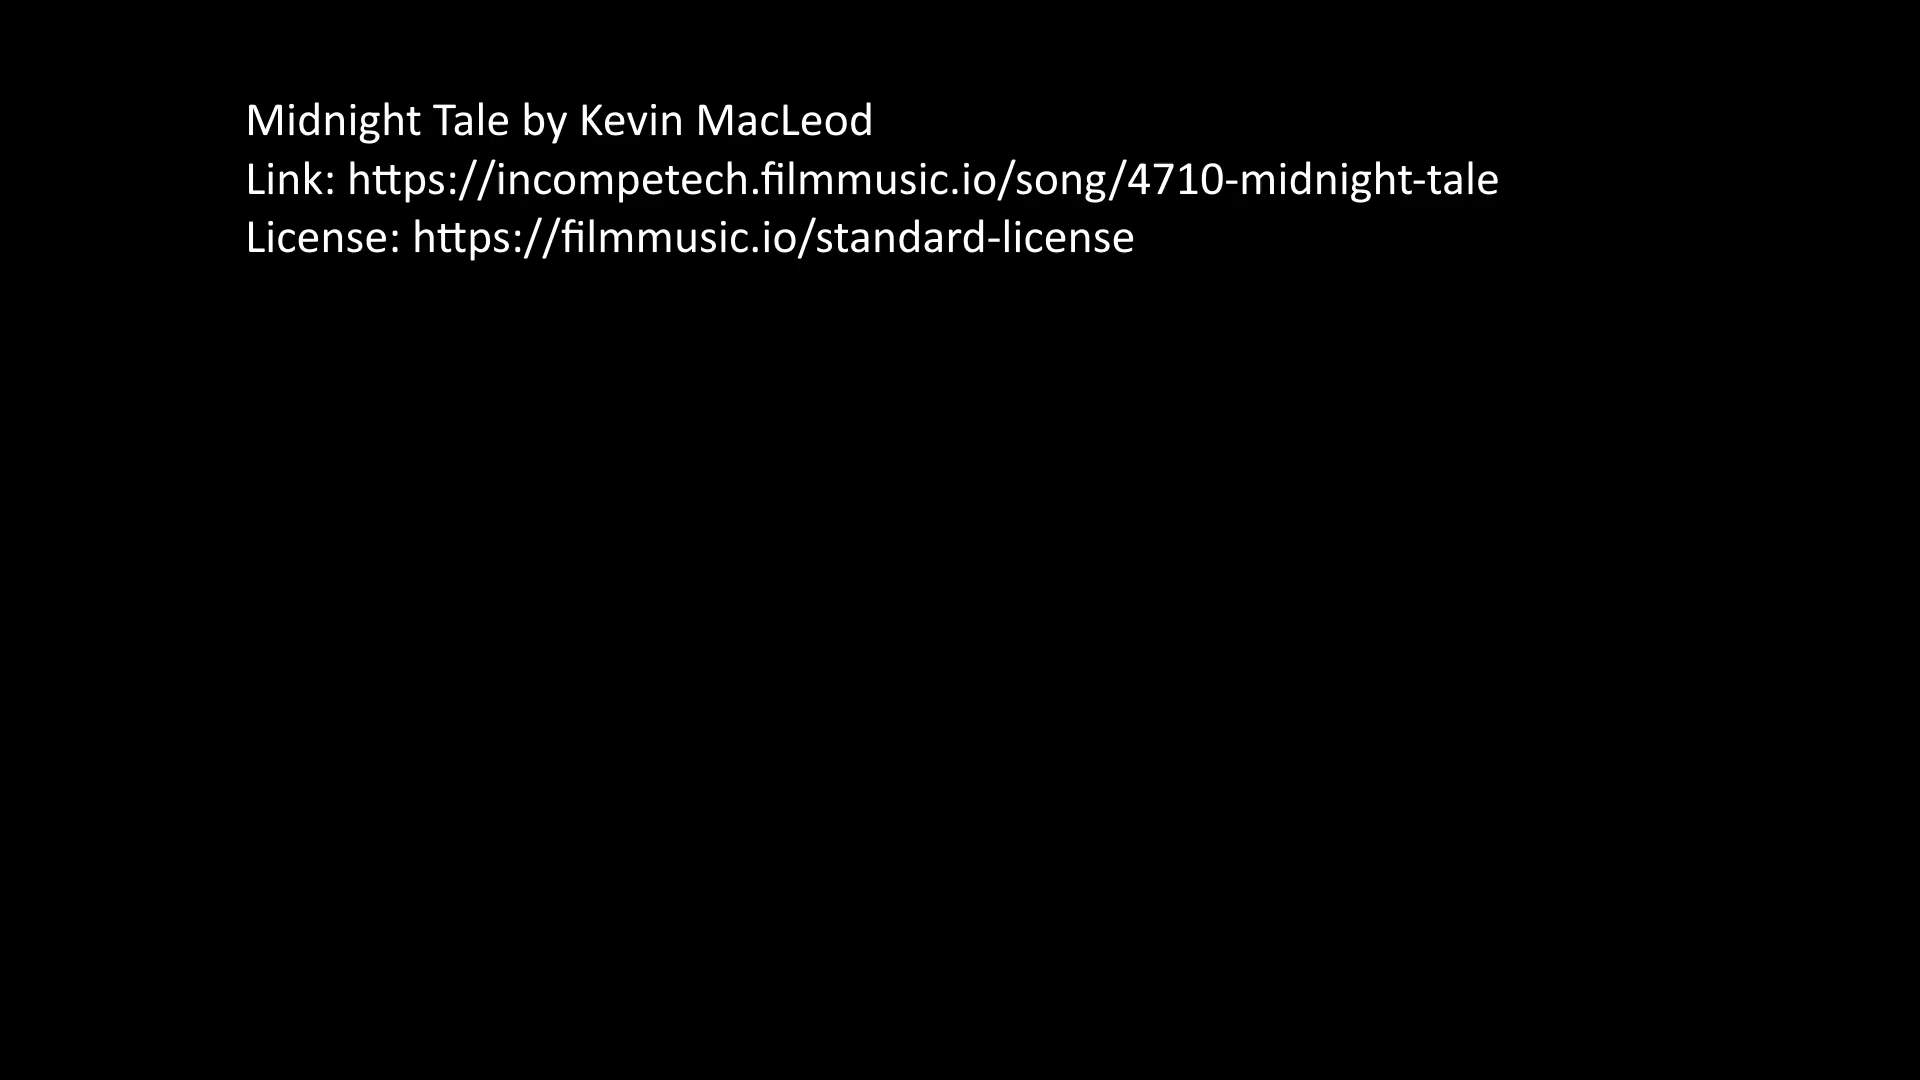 Midnight Tale by Kevin MacLeod
Link: https://incompetech.filmmusic.io/song/4710-midnight-tale
License: https://filmmusic.io/standard-license